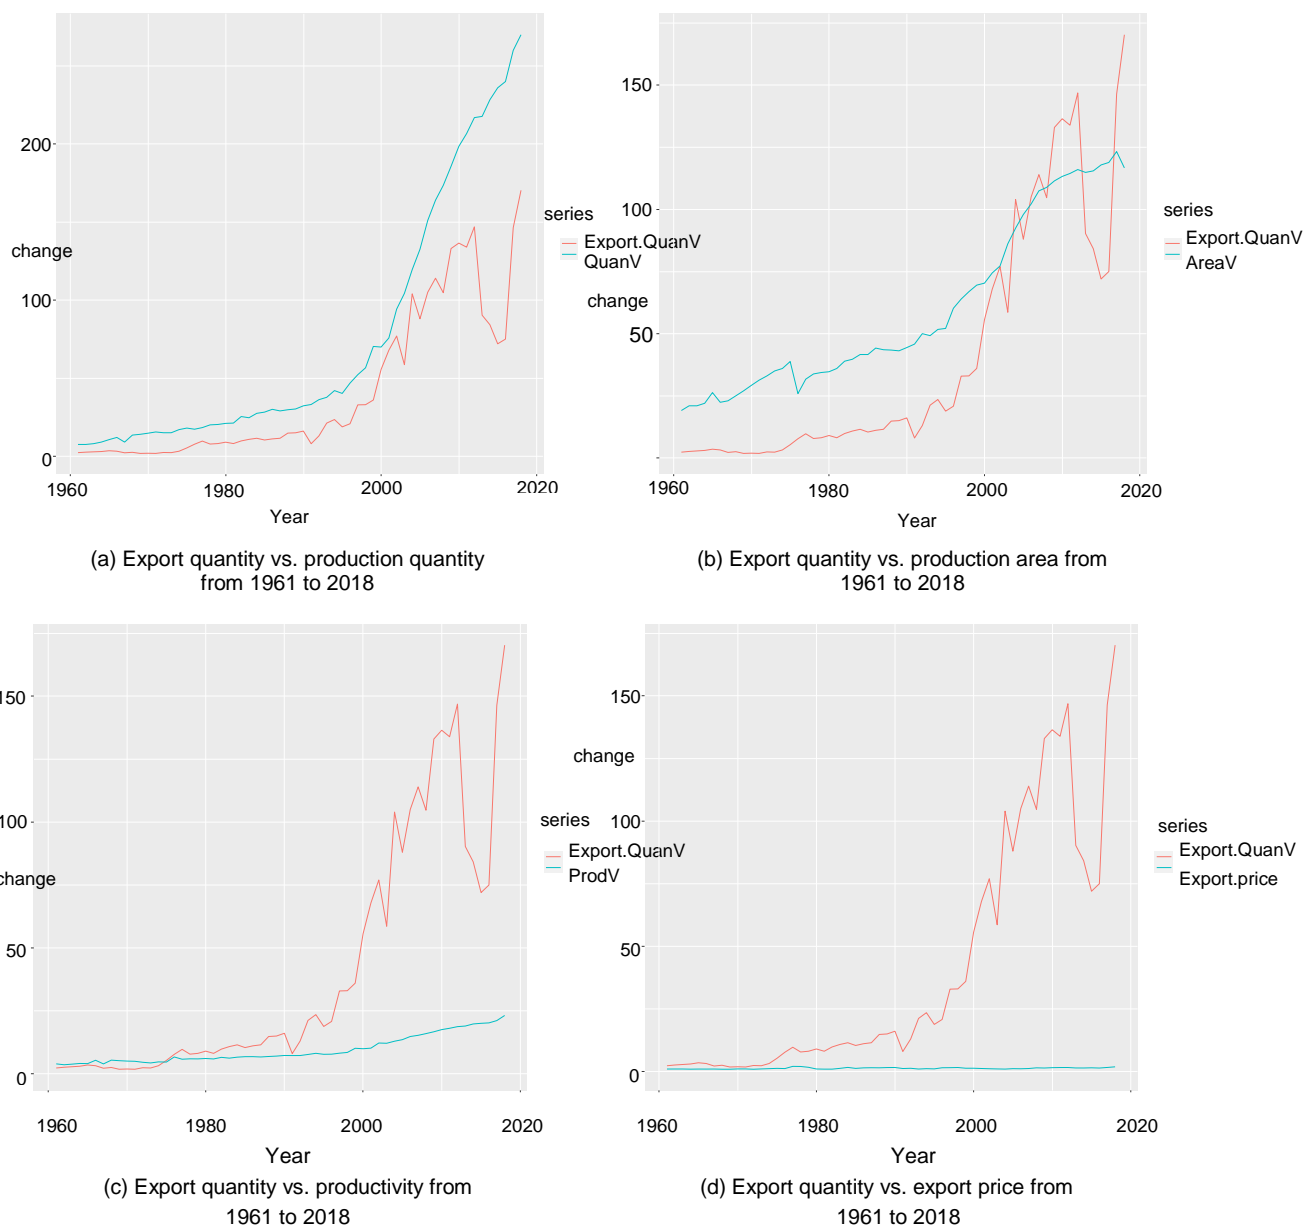 200
100
0
change
1960
1980
2000
2020
Year
series
Export.QuanV
QuanV
(a) Export quantity vs. production quantity
from 1961 to 2018
150
100
50
change
1960
1980
2000
2020
Year
series
Export.QuanV
AreaV
(b) Export quantity vs. production area from
1961 to 2018
150
100
50
0
change
1960
1980
2000
2020
Year
series
Export.QuanV
ProdV
(c) Export quantity vs. productivity from
1961 to 2018
150
100
50
0
change
1960
1980
2000
2020
Year
series
Export.QuanV
Export.price
(d) Export quantity vs. export price from
1961 to 2018